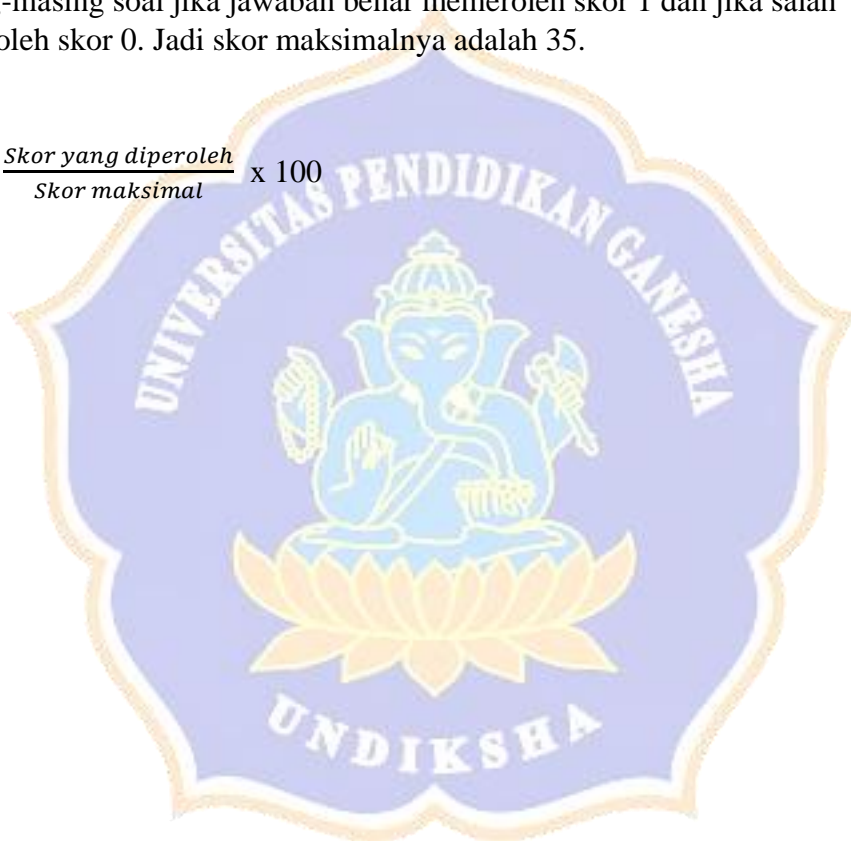 -masing soal jika jawaban benar memeroleh skor 1 dan jika salah
oleh skor 0. Jadi skor maksimalnya adalah 35.
Skor yang diperoleh
Skor maksimal
x 100
UNIVERSITAS PENDIDIKAN GANESHA
UNDIKSHA